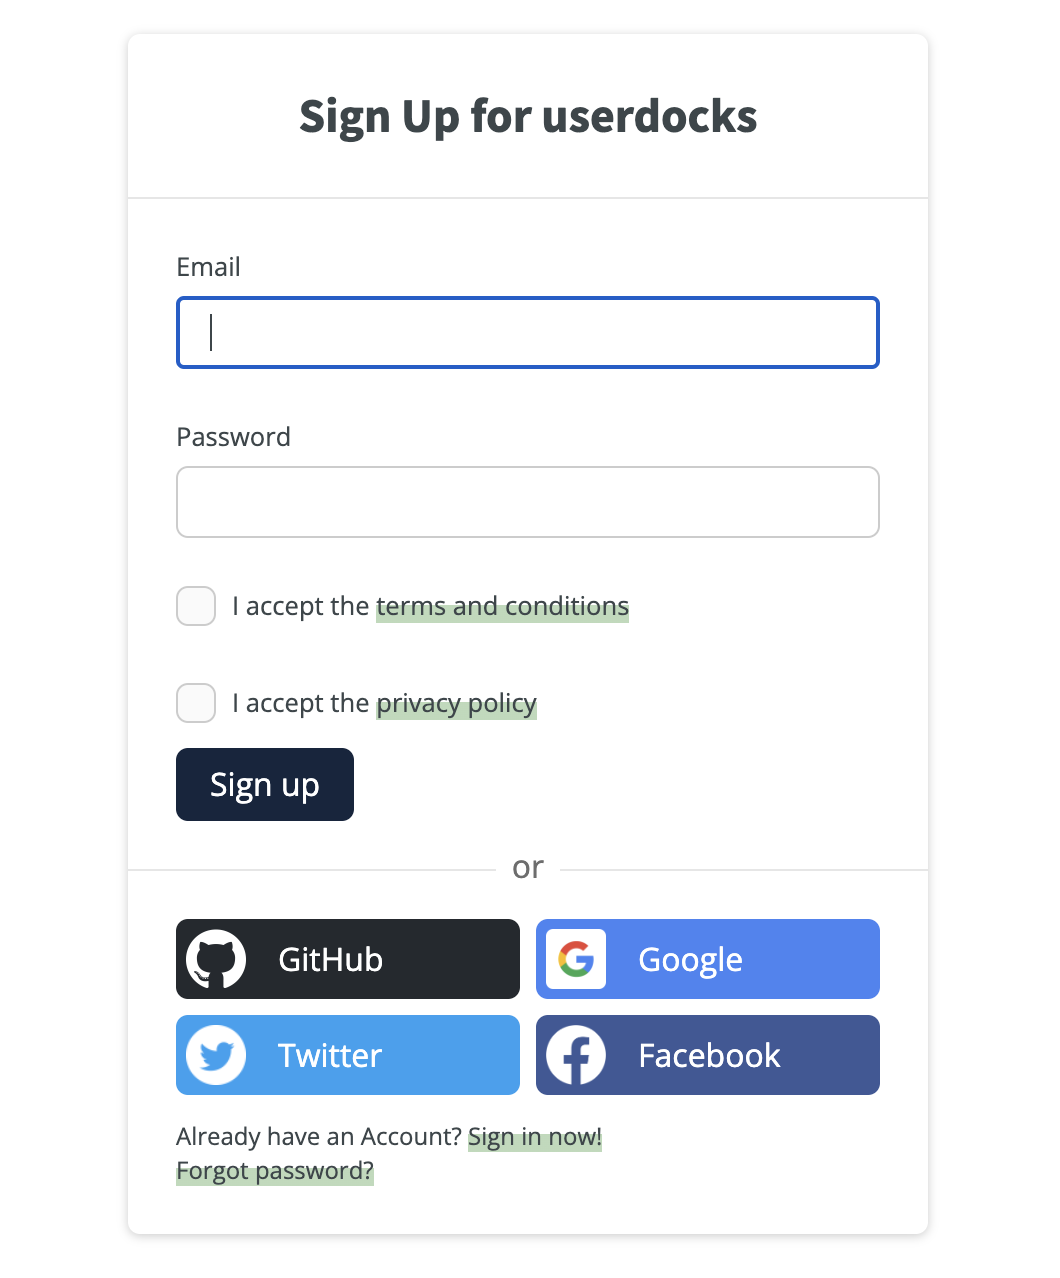 Sign Up for userdocks
Email
Password
I accept the terms and conditions
I accept the privacy policy
Sign up
or
GitHub
Google
Twitter
Facebook
Already have an Account? Sign in now!
Forgot password?